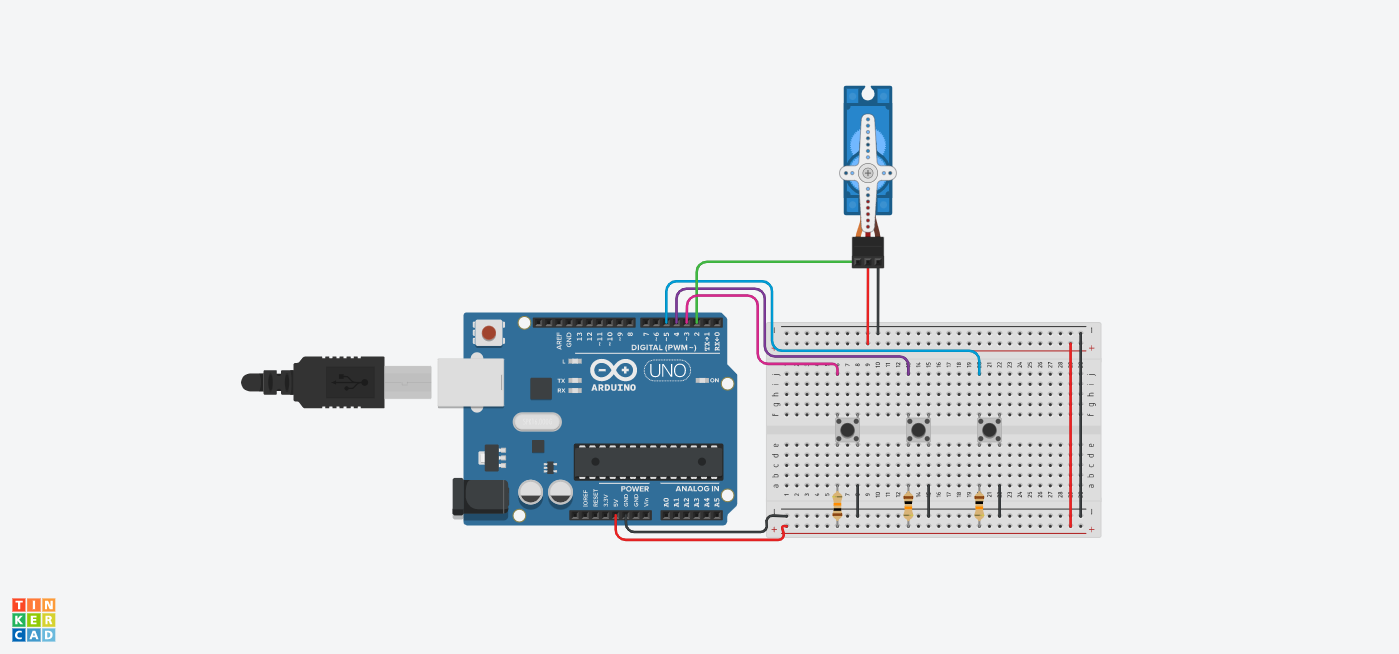 AREF
GND
13
12
~11
~10
~9
8
7
~6
~5
4
~3
2
TX→1
RX←0
DIGITAL (PWM~)
L
TX
RX
ARDUINO
UNO
ON
POWER
ANALOG IN
IOREF
RESET
3.3V
5V
GND
GND
Vin
A0
A1
A2
A3
A4
A5
j
i
h
g
f
e
d
c
b
a
TIN
KER
CAD